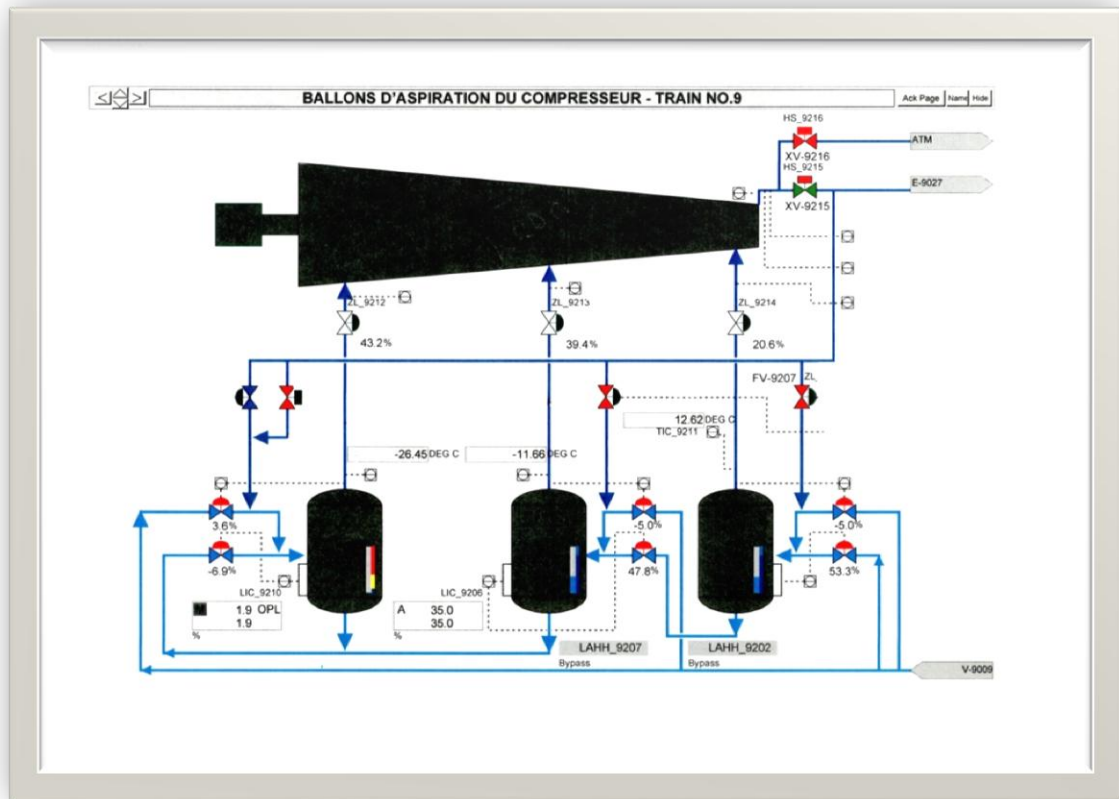 BALLONS D'ASPIRATION DU COMPRESSEUR - TRAIN NO.9
Ack Page Name Hide
HS_9216
ATM
XV-9216
HS_9215
E-9027
XV-9215
ZL_9212
ZL_9213
ZL_9214
43.2%
39.4%
20.6%
FV-9207 ZL
12.62 DEG C
TIC_9211
-26.45 DEG C
-11.66 DEG C
3.6%
-5.0%
-5.0%
-6.9%
47.8%
53.3%
LIC_9210
LIC_9206
M 1.9 OPL
1.9
%
A 35.0
35.0
%
LAHH_9207
Bypass
LAHH_9202
Bypass
V-9009